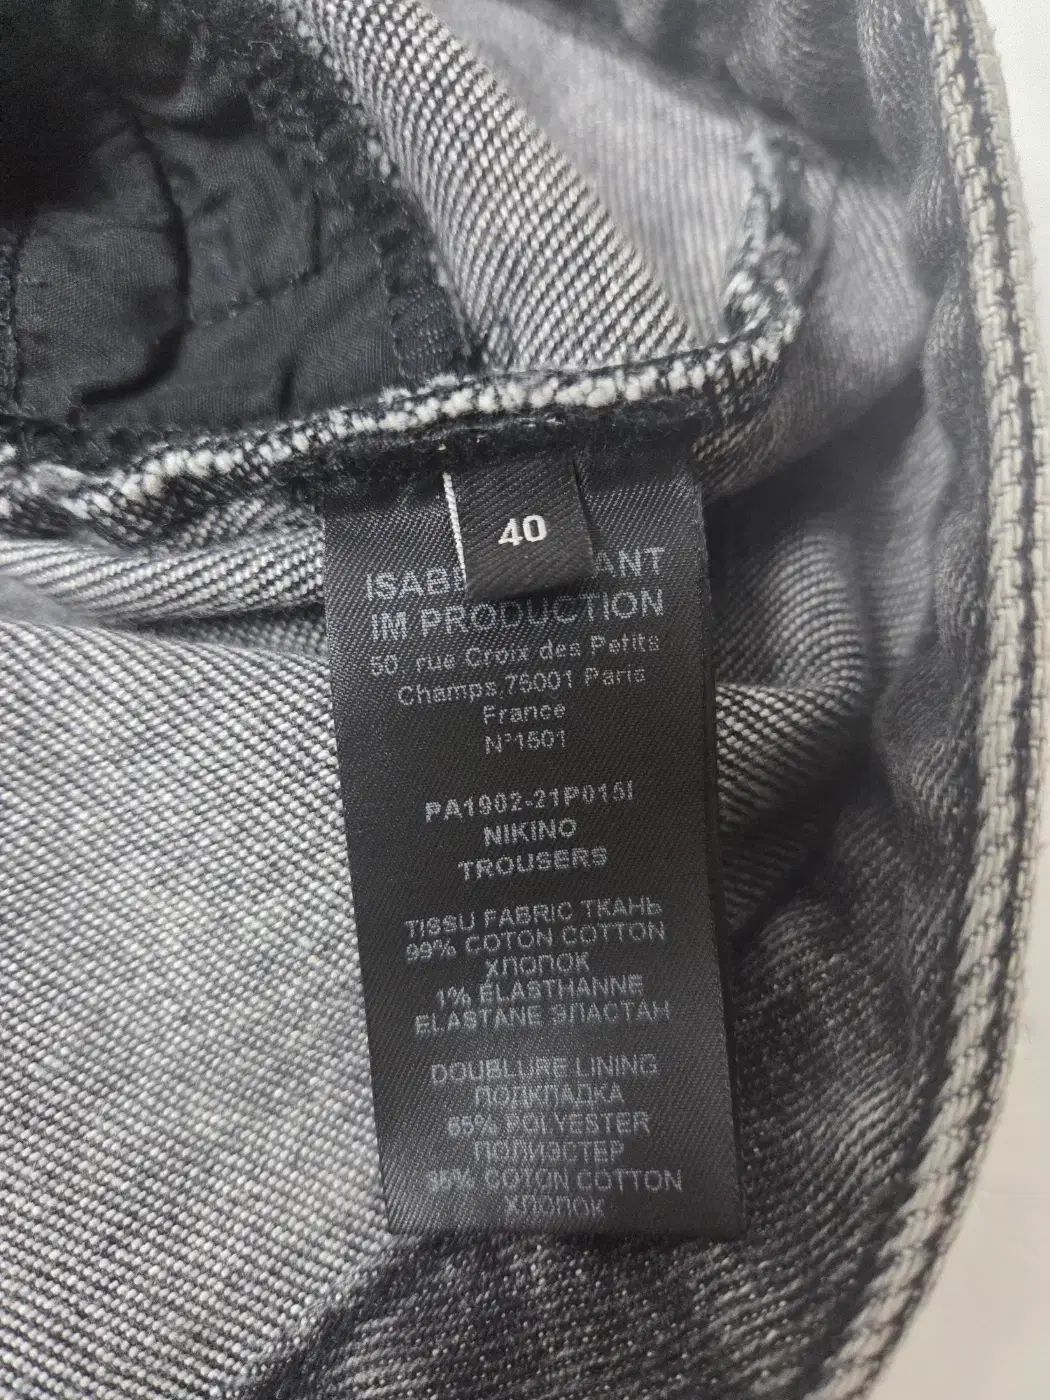 40
ISAB ANT
IM PRODUCTION
50, rue Croix des Petits
Champs,75001 Paris
France
N°1501
PA1902-21P015I
NIKINO
TROUSERS
TISSU FABRIC ТКАНЬ
99% COTON COTTON
ХЛОПОК
1% ÉLASTHANNE
ELASTANE ЭЛАСТАН
DOUBLURE LINING
ПОДКЛАДКА
65% POLYESTER
ПОЛИЭСТЕР
35% COTON COTTON
ХЛОПОК